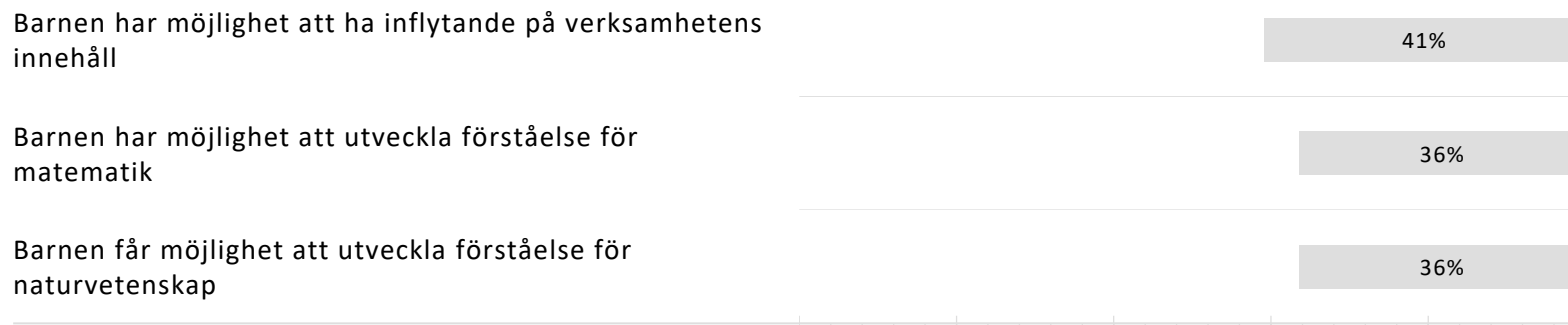 Barnen har möjlighet att ha inflytande på verksamhetens
innehåll
41%
Barnen har möjlighet att utveckla förståelse för
matematik
36%
Barnen får möjlighet att utveckla förståelse för
naturvetenskap
36%